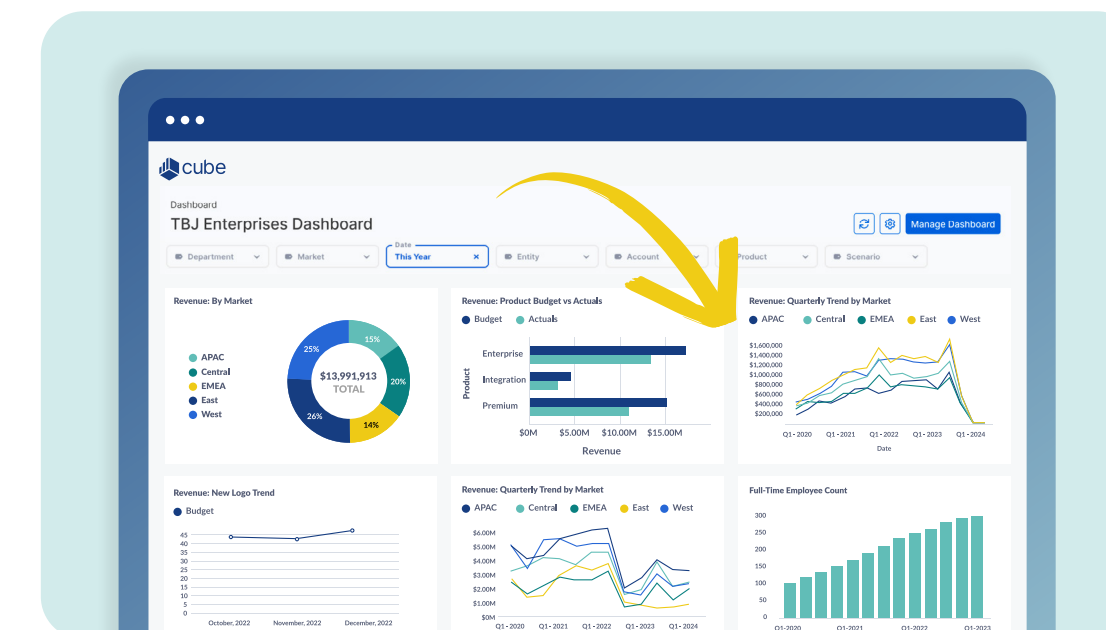 cube
Dashboard
TBJ Enterprises Dashboard
Manage Dashboard
Department
Market
Date
This Year
×
Entity
Account
Product
Scenario
Revenue: By Market
APAC
Central
EMEA
East
West
15%
20%
14%
26%
25%
$13,991,913
TOTAL
Revenue: Product Budget vs Actuals
Budget Actuals
Product
Enterprise
Integration
Premium
$0M $5.00M $10.00M $15.00M
Revenue
Revenue: Quarterly Trend by Market
APAC Central EMEA East West
$1,600,000
$1,400,000
$1,200,000
$1,000,000
$800,000
$600,000
$400,000
$200,000
Q1-2020 Q1-2021 Q1-2022 Q1-2023 Q1-2024
Date
Revenue: New Logo Trend
Budget
45
40
35
30
25
20
15
10
5
0
October, 2022 November, 2022 December, 2022
Revenue: Quarterly Trend by Market
APAC Central EMEA East West
$6.00M
$5.00M
$4.00M
$3.00M
$2.00M
$1.00M
$0M
Q1-2020 Q1-2021 Q1-2022 Q1-2023 Q1-2024
Full-Time Employee Count
300
250
200
150
100
50
0
Q1-2020 Q1-2021 Q1-2022 Q1-2023